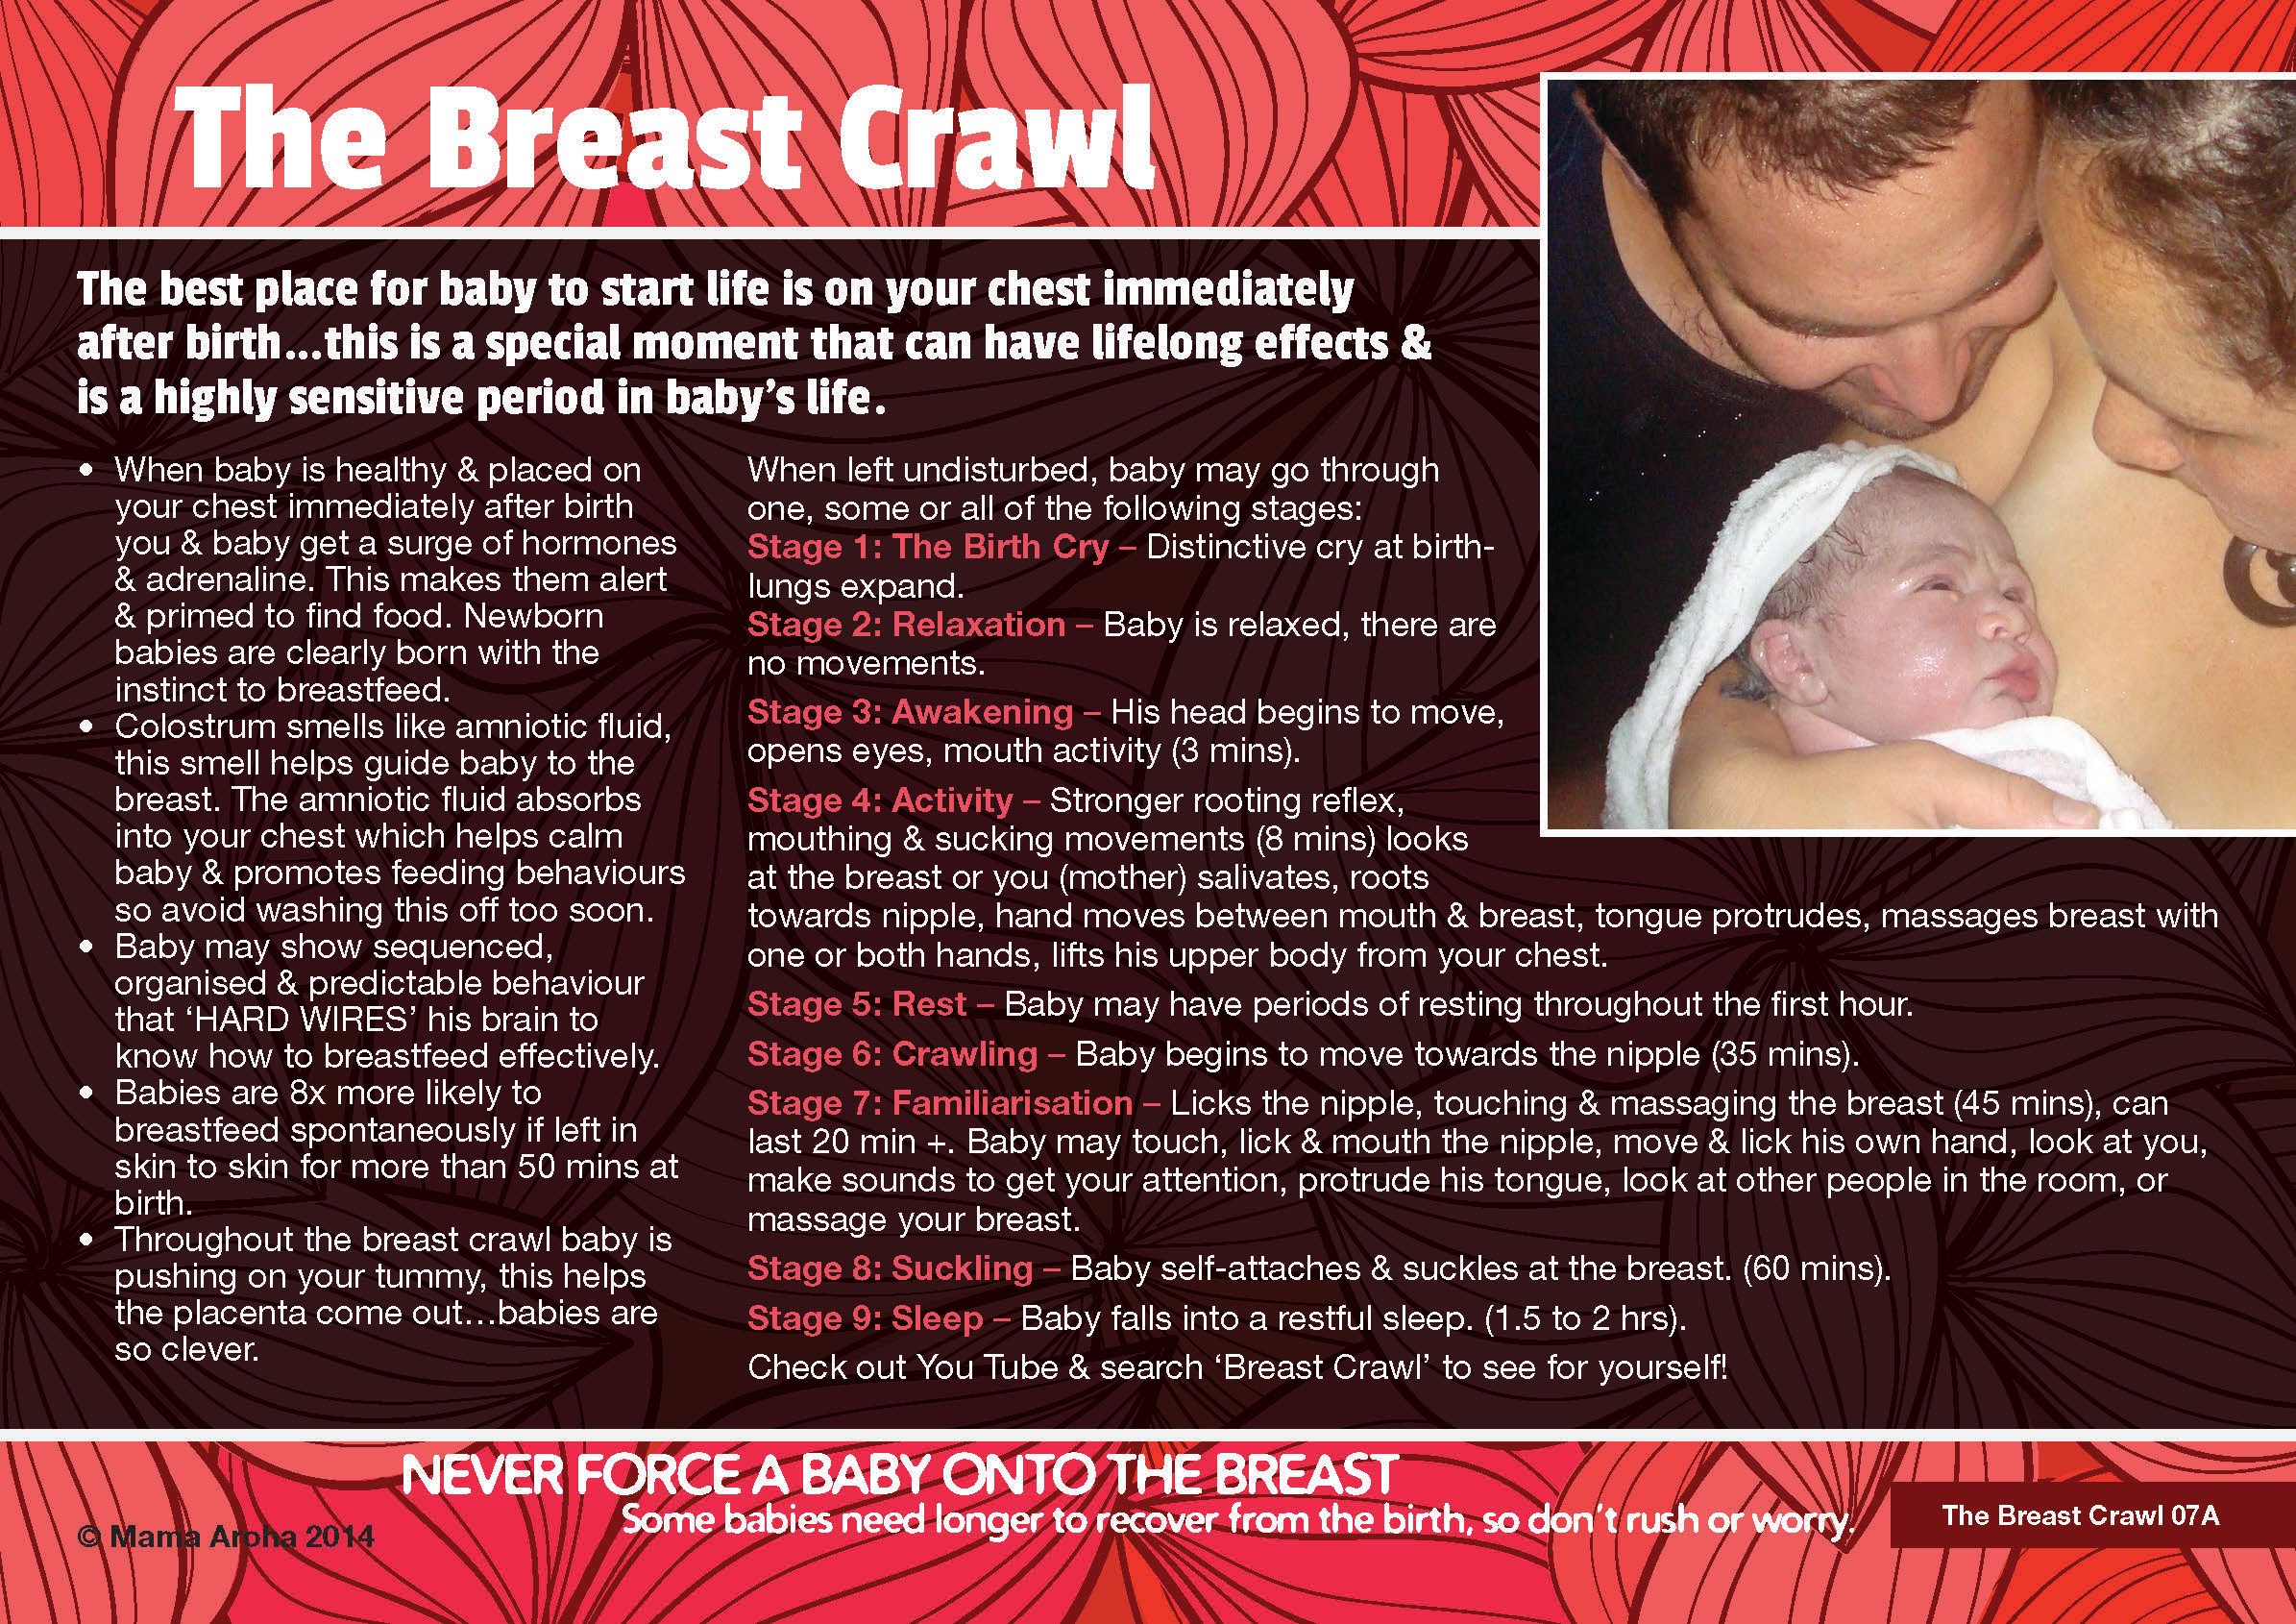 The Breast Crawl
The best place for baby to start life is on your chest immediately
after birth...this is a special moment that can have lifelong effects &
is a highly sensitive period in baby's life.
• When baby is healthy & placed on
your chest immediately after birth
you & baby get a surge of hormones
& adrenaline. This makes them alert
& primed to find food. Newborn
babies are clearly born with the
instinct to breastfeed.
• Colostrum smells like amniotic fluid,
this smell helps guide baby to the
breast. The amniotic fluid absorbs
into your chest which helps calm
baby & promotes feeding behaviours
so avoid washing this off too soon.
• Baby may show sequenced,
organised & predictable behaviour
that ‘HARD WIRES’ his brain to
know how to breastfeed effectively.
• Babies are 8x more likely to
breastfeed spontaneously if left in
skin to skin for more than 50 mins at
birth.
• Throughout the breast crawl baby is
pushing on your tummy, this helps
the placenta come out...babies are
so clever.
When left undisturbed, baby may go through
one, some or all of the following stages:
Stage 1: The Birth Cry – Distinctive cry at birth-
lungs expand.
Stage 2: Relaxation – Baby is relaxed, there are
no movements.
Stage 3: Awakening – His head begins to move,
opens eyes, mouth activity (3 mins).
Stage 4: Activity – Stronger rooting reflex,
mouthing & sucking movements (8 mins) looks
at the breast or you (mother) salivates, roots
towards nipple, hand moves between mouth & breast, tongue protrudes, massages breast with
one or both hands, lifts his upper body from your chest.
Stage 5: Rest – Baby may have periods of resting throughout the first hour.
Stage 6: Crawling – Baby begins to move towards the nipple (35 mins).
Stage 7: Familiarisation – Licks the nipple, touching & massaging the breast (45 mins), can
last 20 min +. Baby may touch, lick & mouth the nipple, move & lick his own hand, look at you,
make sounds to get your attention, protrude his tongue, look at other people in the room, or
massage your breast.
Stage 8: Suckling – Baby self-attaches & suckles at the breast. (60 mins).
Stage 9: Sleep – Baby falls into a restful sleep. (1.5 to 2 hrs).
Check out You Tube & search ‘Breast Crawl’ to see for yourself!
NEVER FORCE A BABY ONTO THE BREAST
Some babies need longer to recover from the birth, so don't rush or worry.
© Mama Aroha 2014
The Breast Crawl 07A